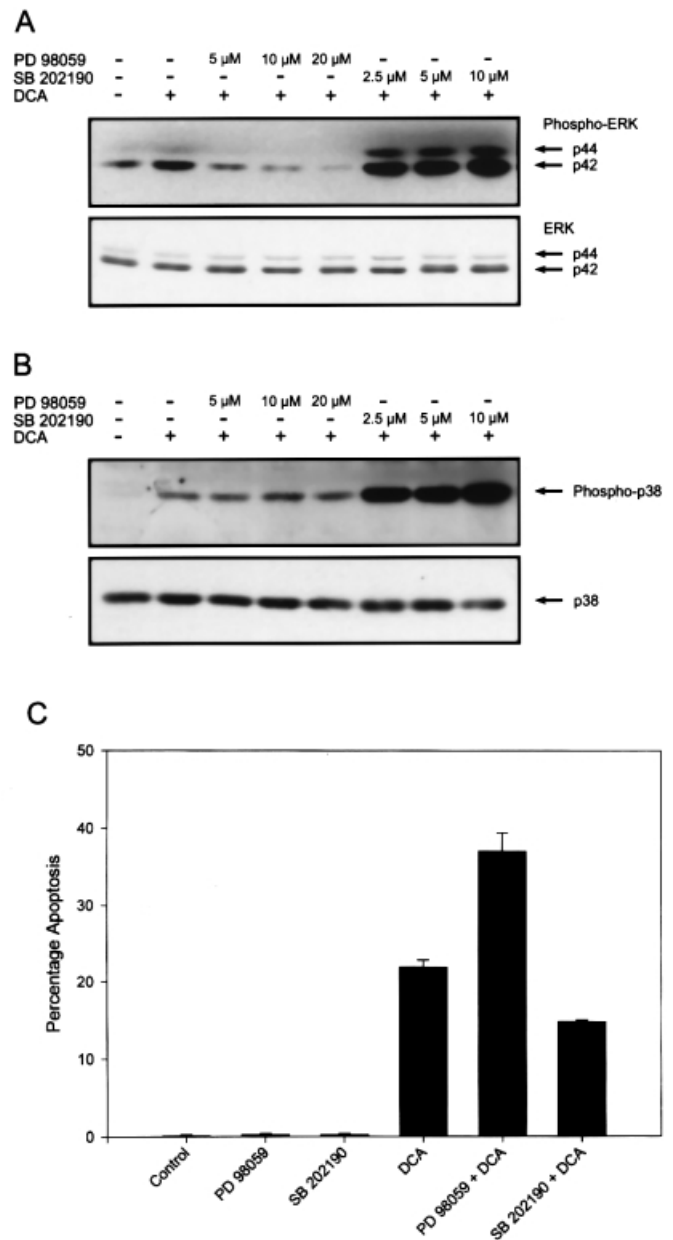 A
PD 98059 - - 5 μM 10 μM 20 μM - - -
SB 202190 - - - - - 2.5 μM 5 μM 10 μM
DCA - + + + + + + +
Phospho-ERK
p44
p42
ERK
p44
p42
B
PD 98059 - - 5 μM 10 μM 20 μM - - -
SB 202190 - - - - - 2.5 μM 5 μM 10 μM
DCA - + + + + + + +
Phospho-p38
p38
C
50
40
30
20
10
0
Percentage Apoptosis
Control
PD 98059
SB 202190
DCA
PD 98059 + DCA
SB 202190 + DCA